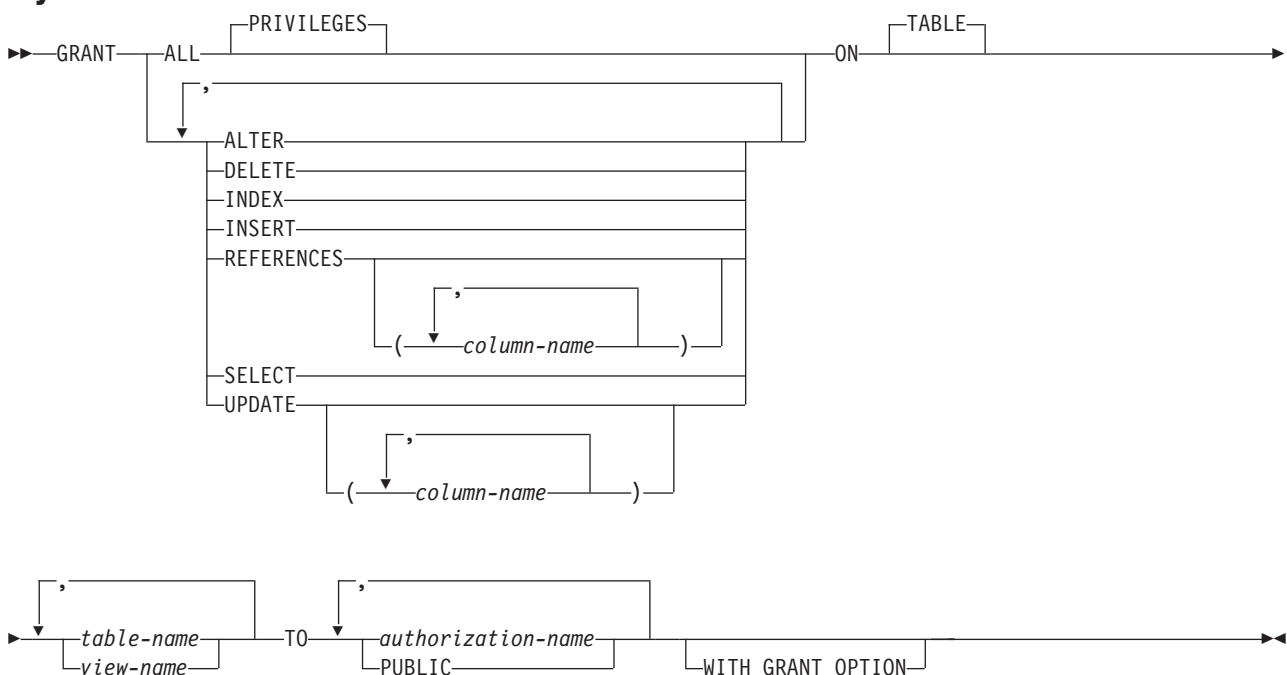 PRIVILEGES TABLE
GRANT ALL ON
,
ALTER
DELETE
INDEX
INSERT
REFERENCES
,
( column-name )
SELECT
UPDATE
,
( column-name )
, ,
table-name TO authorization-name
view-name PUBLIC WITH GRANT OPTION